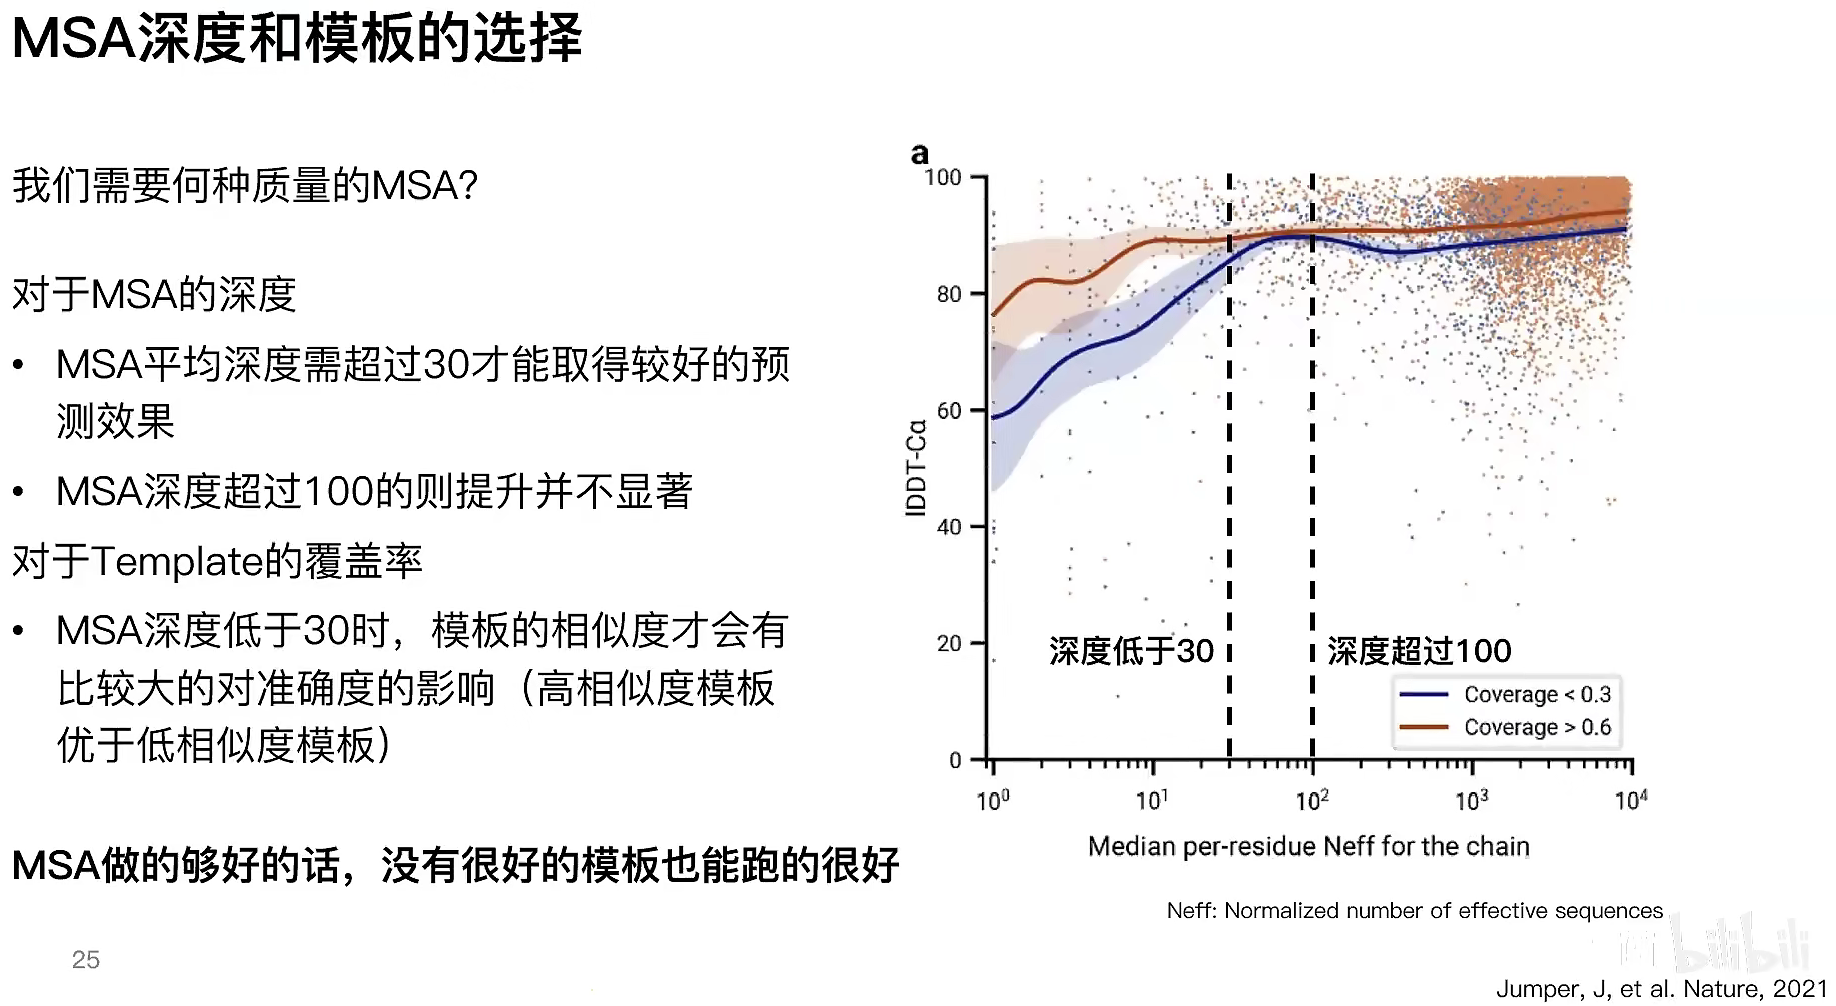 MSA深度和模板的选择
我们需要何种质量的MSA？
对于MSA的深度
• MSA平均深度需超过30才能取得较好的预
测效果
• MSA深度超过100的则提升并不显著
对于Template的覆盖率
• MSA深度低于30时，模板的相似度才会有
比较大的对准确度的影响（高相似度模板
优于低相似度模板）
MSA做的够好的话，没有很好的模板也能跑的很好
25
a
100
80
60
40
20
0
lDDT-Cα
深度低于30
深度超过100
Coverage < 0.3
Coverage > 0.6
10⁰ 10¹ 10² 10³ 10⁴
Median per-residue Neff for the chain
Neff: Normalized number of effective sequences
bilibili
Jumper, J, et al. Nature, 2021